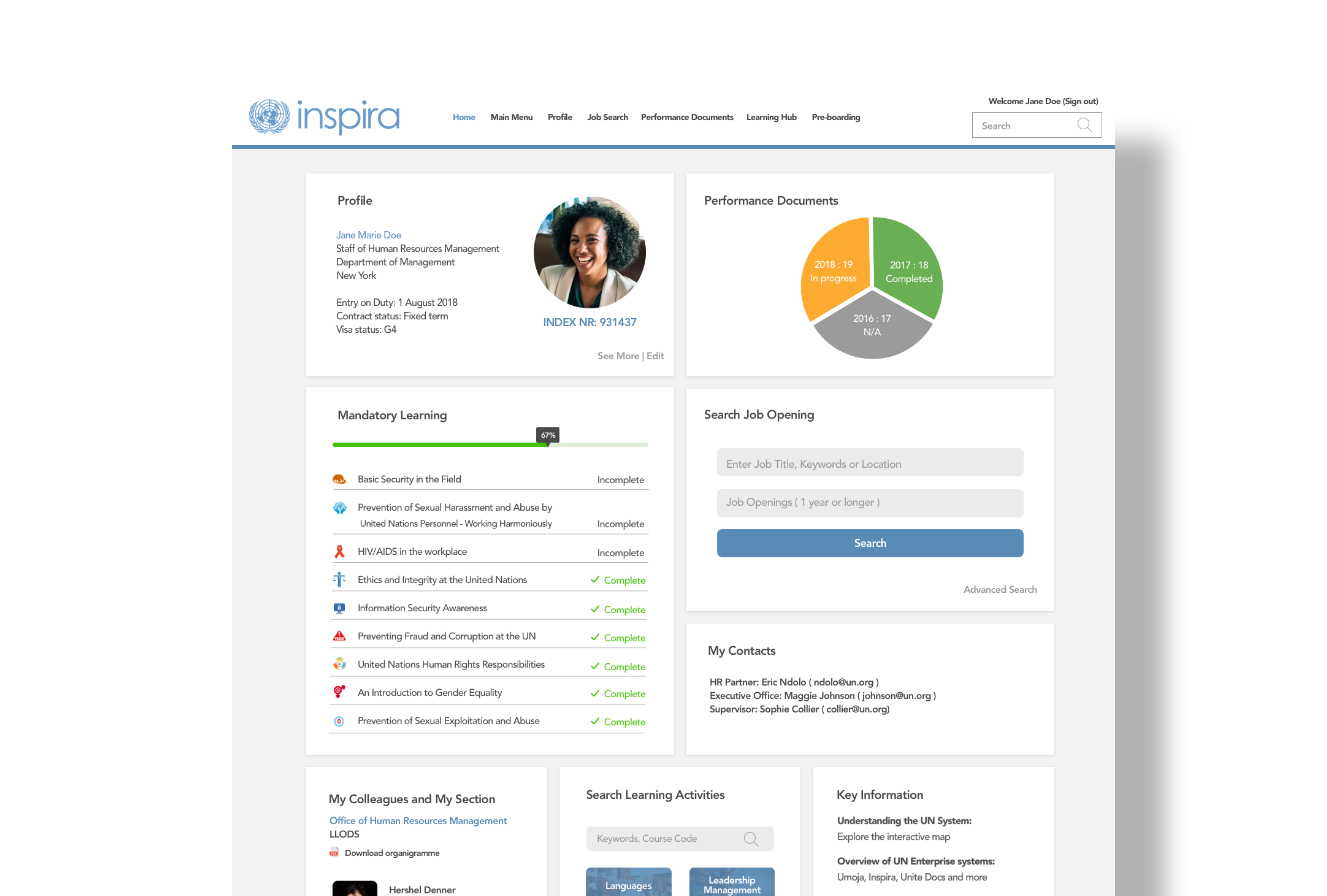 inspira
Home Main Menu Profile Job Search Performance Documents Learning Hub Pre-boarding
Welcome Jane Doe (Sign out)
Search
Profile
Jane Marie Doe
Staff of Human Resources Management
Department of Management
New York
Entry on Duty: 1 August 2018
Contract status: Fixed term
Visa status: G4
INDEX NR: 931437
See More | Edit
Performance Documents
2018 : 19
In progress
2017 : 18
Completed
2016 : 17
N/A
Mandatory Learning
67%
Basic Security in the Field Incomplete
Prevention of Sexual Harassment and Abuse by
United Nations Personnel - Working Harmoniously Incomplete
HIV/AIDS in the workplace Incomplete
Ethics and Integrity at the United Nations Complete
Information Security Awareness Complete
Preventing Fraud and Corruption at the UN Complete
United Nations Human Rights Responsibilities Complete
An Introduction to Gender Equality Complete
Prevention of Sexual Exploitation and Abuse Complete
Search Job Opening
Enter Job Title, Keywords or Location
Job Openings ( 1 year or longer )
Search
Advanced Search
My Contacts
HR Partner: Eric Ndolo ( ndolo@un.org )
Executive Office: Maggie Johnson ( johnson@un.org )
Supervisor: Sophie Collier ( collier@un.org)
My Colleagues and My Section
Office of Human Resources Management
LLODS
Download organigramme
Hershel Denner
Search Learning Activities
Keywords, Course Code
Languages
Leadership
Management
Key Information
Understanding the UN System:
Explore the interactive map
Overview of UN Enterprise systems:
Umoja, Inspira, Unite Docs and more